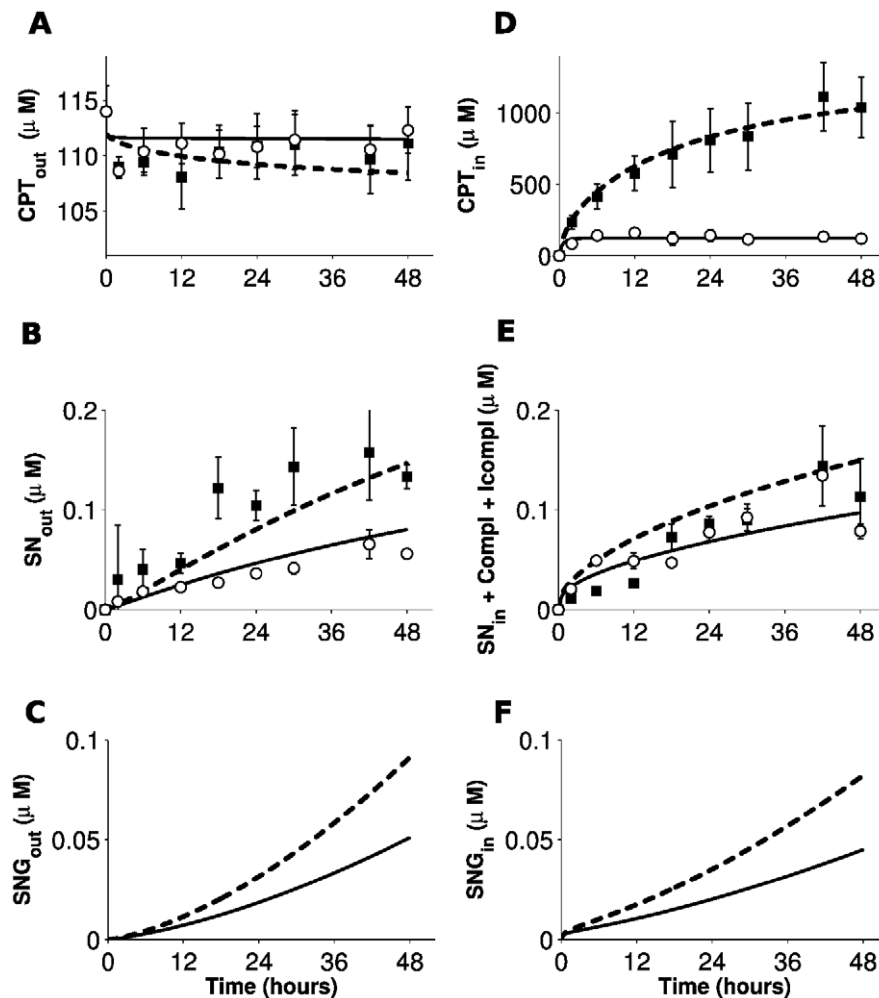 A
CPTout (μ M)
115
110
105
0 12 24 36 48
D
CPTin (μ M)
1000
500
0
0 12 24 36 48
B
SNout (μ M)
0.2
0.1
0
0 12 24 36 48
E
SNin + Compl + Icompl (μ M)
0.2
0.1
0
0 12 24 36 48
C
SNGout (μ M)
0.1
0.05
0
0 12 24 36 48
Time (hours)
F
SNGin (μ M)
0.1
0.05
0
0 12 24 36 48
Time (hours)